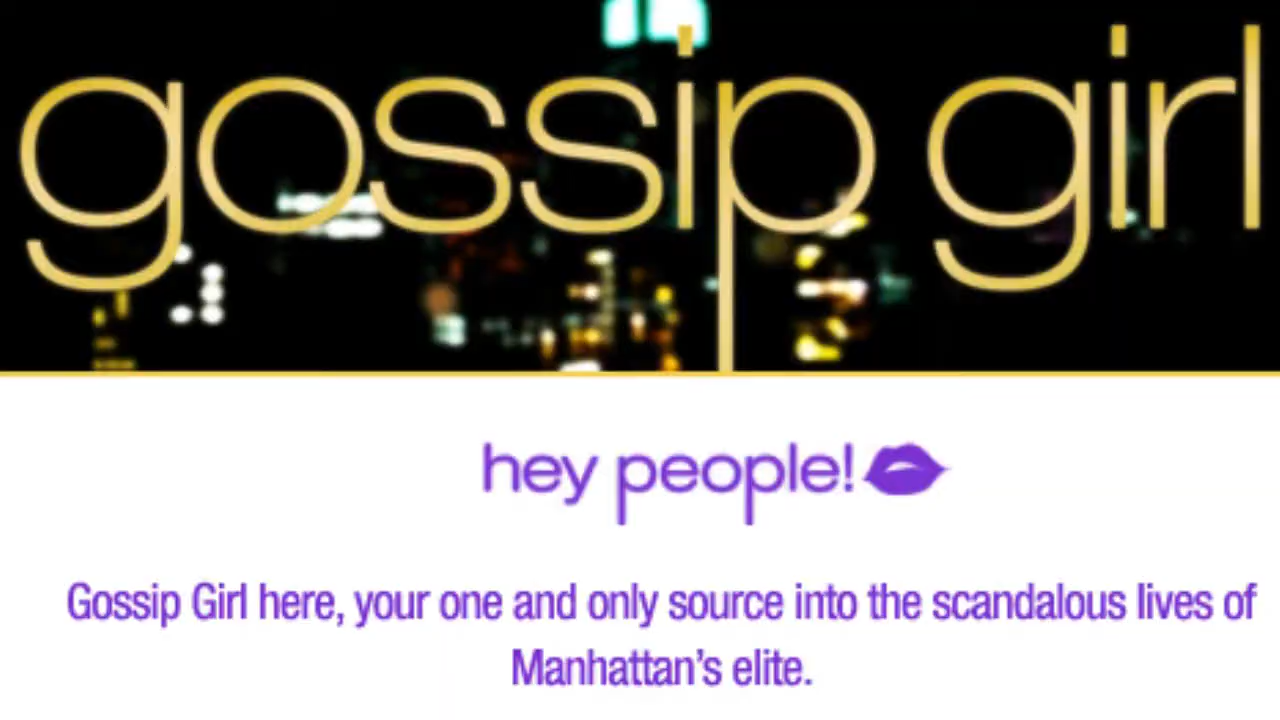 gossip girl
hey people!
Gossip Girl here, your one and only source into the scandalous lives of
Manhattan’s elite.